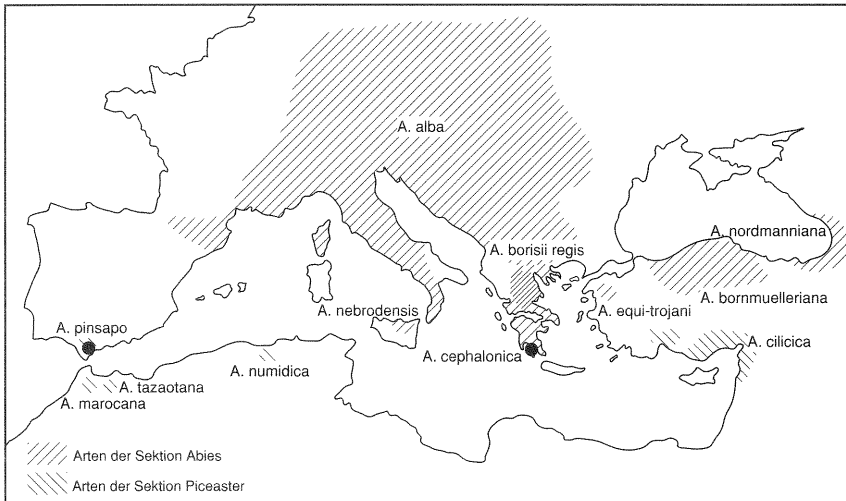 A. alba
A. nordmanniana
A. borisii regis
A. bornmuelleriana
A. nebrodensis
A. equi-trojani
A. pinsapo
A. cilicica
A. cephalonica
A. numidica
A. tazaotana
A. marocana
Arten der Sektion Abies
Arten der Sektion Piceaster